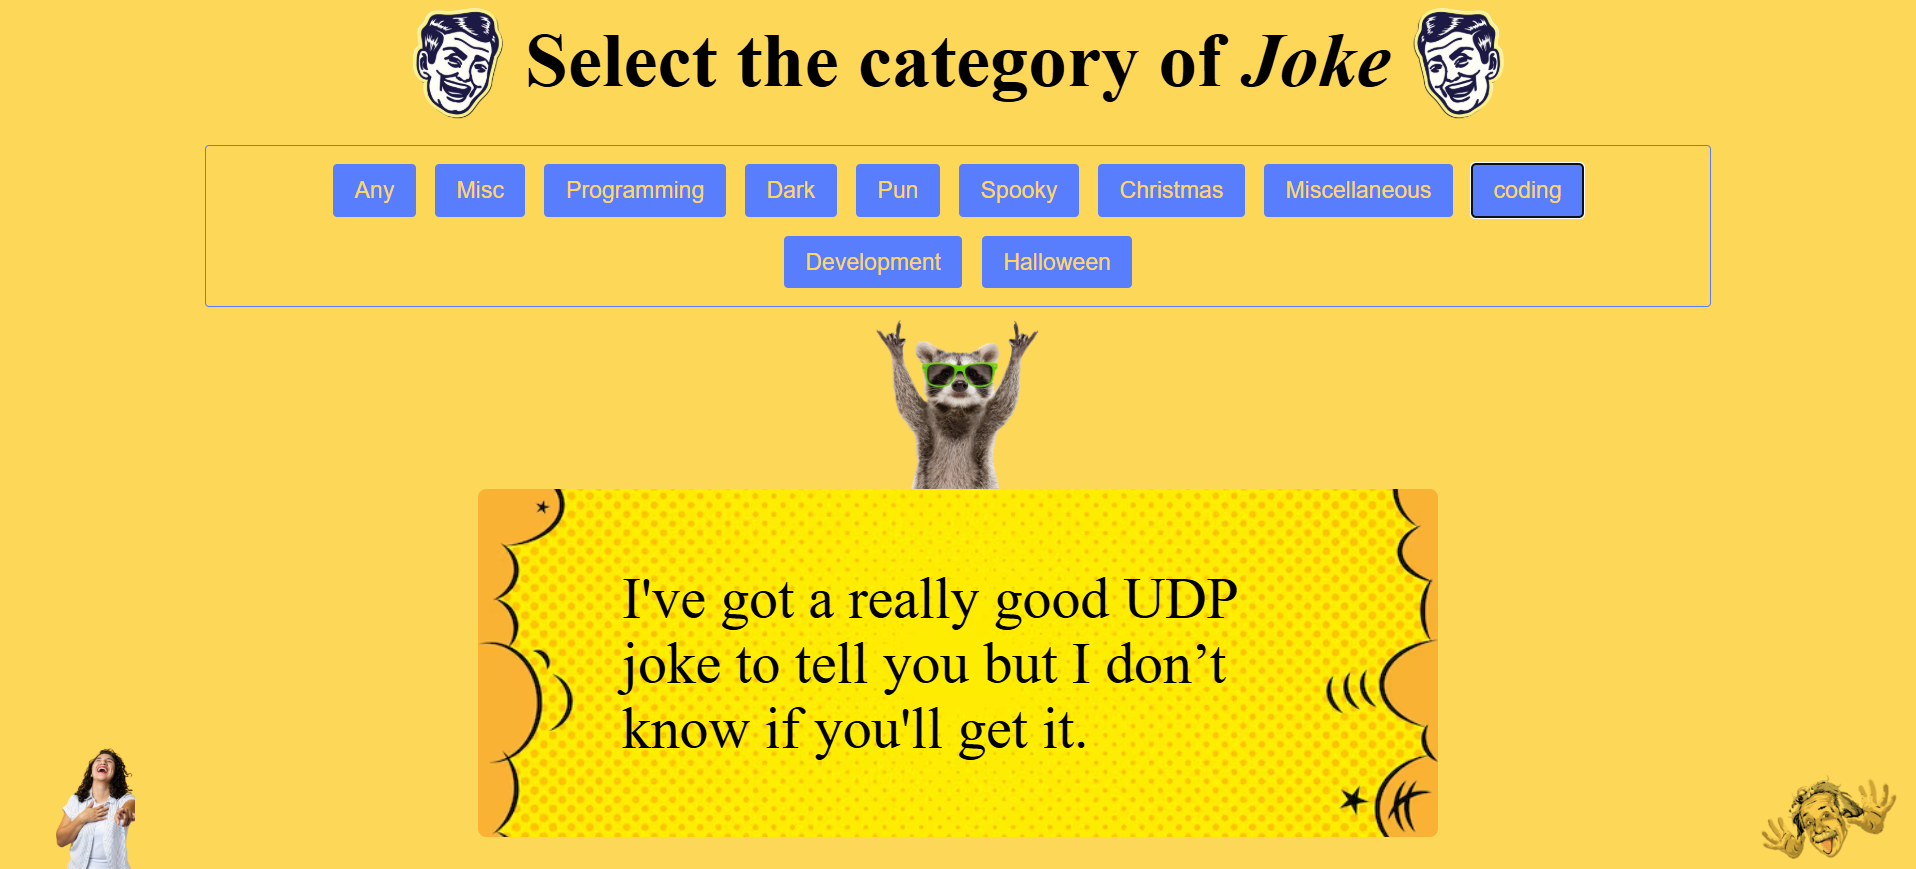 Select the category of Joke
Any Misc Programming Dark Pun Spooky Christmas Miscellaneous coding
Development Halloween
I've got a really good UDP
joke to tell you but I don’t
know if you'll get it.